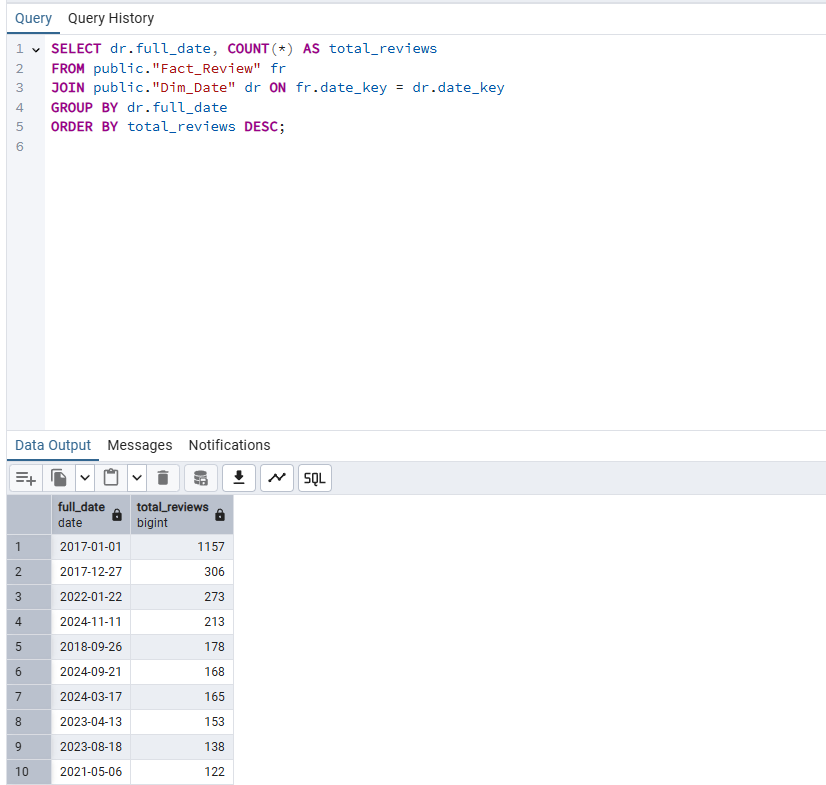 Query Query History
1 SELECT dr.full_date, COUNT(*) AS total_reviews
2 FROM public."Fact_Review" fr
3 JOIN public."Dim_Date" dr ON fr.date_key = dr.date_key
4 GROUP BY dr.full_date
5 ORDER BY total_reviews DESC;
6
Data Output Messages Notifications
SQL
full_date total_reviews
date bigint
1 2017-01-01 1157
2 2017-12-27 306
3 2022-01-22 273
4 2024-11-11 213
5 2018-09-26 178
6 2024-09-21 168
7 2024-03-17 165
8 2023-04-13 153
9 2023-08-18 138
10 2021-05-06 122